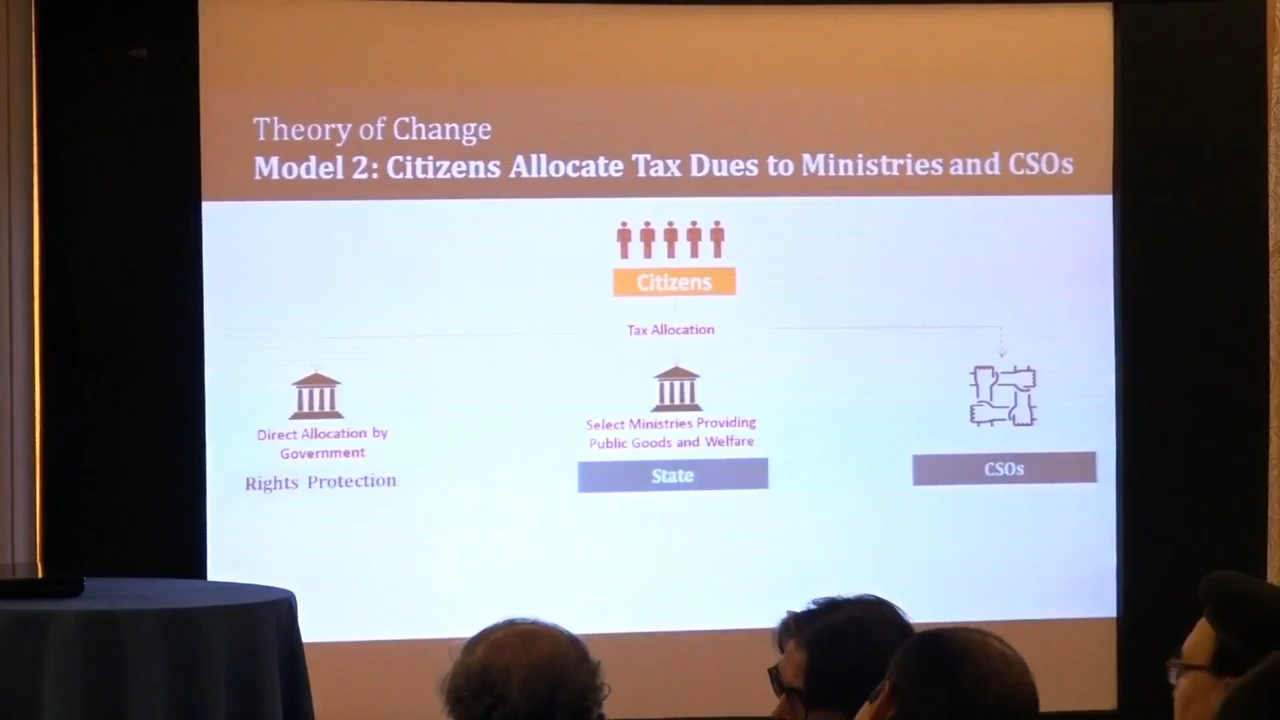 Theory of Change
Model 2: Citizens Allocate Tax Dues to Ministries and CSOs
Citizens
Tax Allocation
Direct Allocation by
Government
Rights Protection
Select Ministries Providing
Public Goods and Welfare
State
CSOs